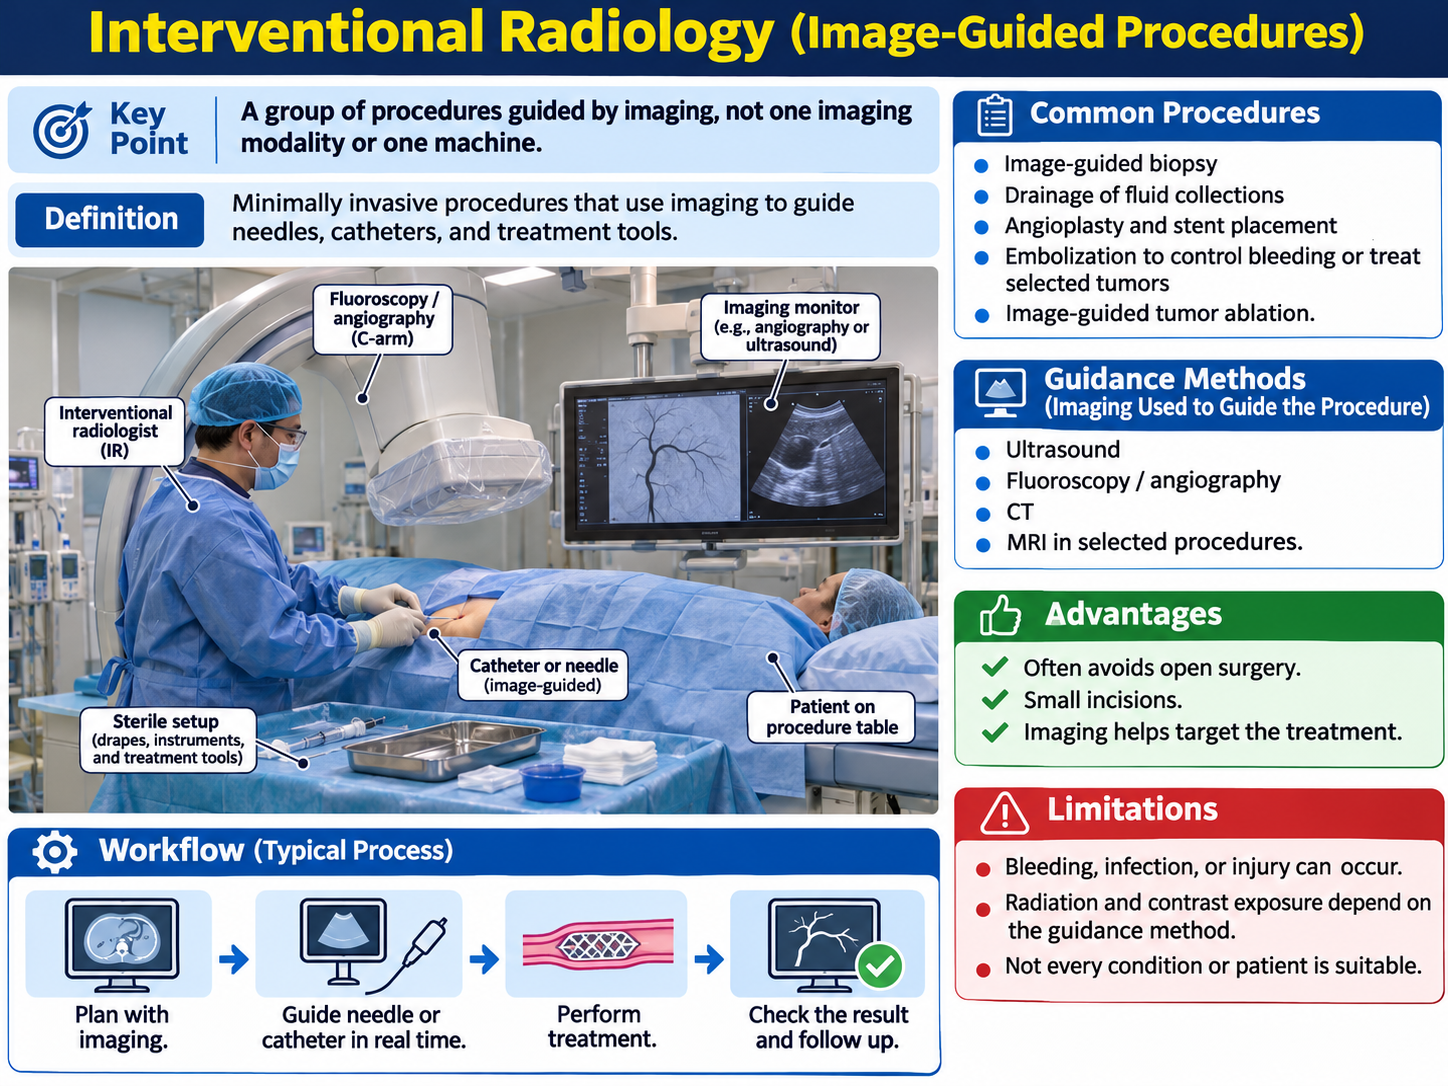 Interventional Radiology (Image-Guided Procedures)
Key
Point
A group of procedures guided by imaging, not one imaging
modality or one machine.
Definition
Minimally invasive procedures that use imaging to guide
needles, catheters, and treatment tools.
Fluoroscopy /
angiography
(C-arm)
Imaging monitor
(e.g., angiography or
ultrasound)
Interventional
radiologist
(IR)
Catheter or needle
(image-guided)
Patient on
procedure table
Sterile setup
(drapes, instruments,
and treatment tools)
Workflow (Typical Process)
Plan with
imaging.
Guide needle or
catheter in real time.
Perform
treatment.
Check the result
and follow up.
Common Procedures
Image-guided biopsy
Drainage of fluid collections
Angioplasty and stent placement
Embolization to control bleeding or treat
selected tumors
Image-guided tumor ablation.
Guidance Methods
(Imaging Used to Guide the Procedure)
Ultrasound
Fluoroscopy / angiography
CT
MRI in selected procedures.
Advantages
Often avoids open surgery.
Small incisions.
Imaging helps target the treatment.
Limitations
Bleeding, infection, or injury can occur.
Radiation and contrast exposure depend on
the guidance method.
Not every condition or patient is suitable.